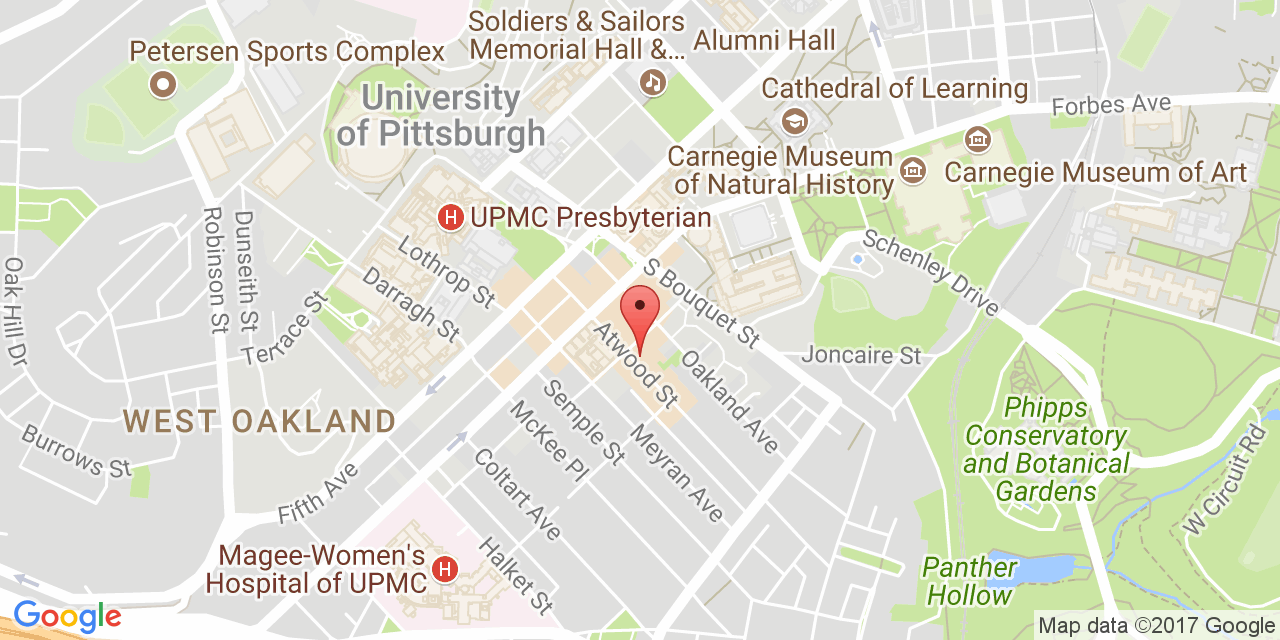 Soldiers & Sailors
Memorial Hall &...
Alumni Hall
Petersen Sports Complex
Cathedral of Learning
University
of Pittsburgh
Forbes Ave
Carnegie Museum
of Natural History
Carnegie Museum of Art
UPMC Presbyterian
Robinson St
Dunseith St
Lothrop St
Darragh St
Terrace St
Oak Hill Dr
S Bouquet St
Schenley Drive
Joncaire St
Atwood St
Oakland Ave
Semple St
McKee Pl
Meyran Ave
Coltart Ave
Halket St
WEST OAKLAND
Burrows St
Fifth Ave
Phipps
Conservatory
and Botanical
Gardens
W Circuit Rd
Magee-Women's
Hospital of UPMC
Panther
Hollow
Google
Map data ©2017 Google